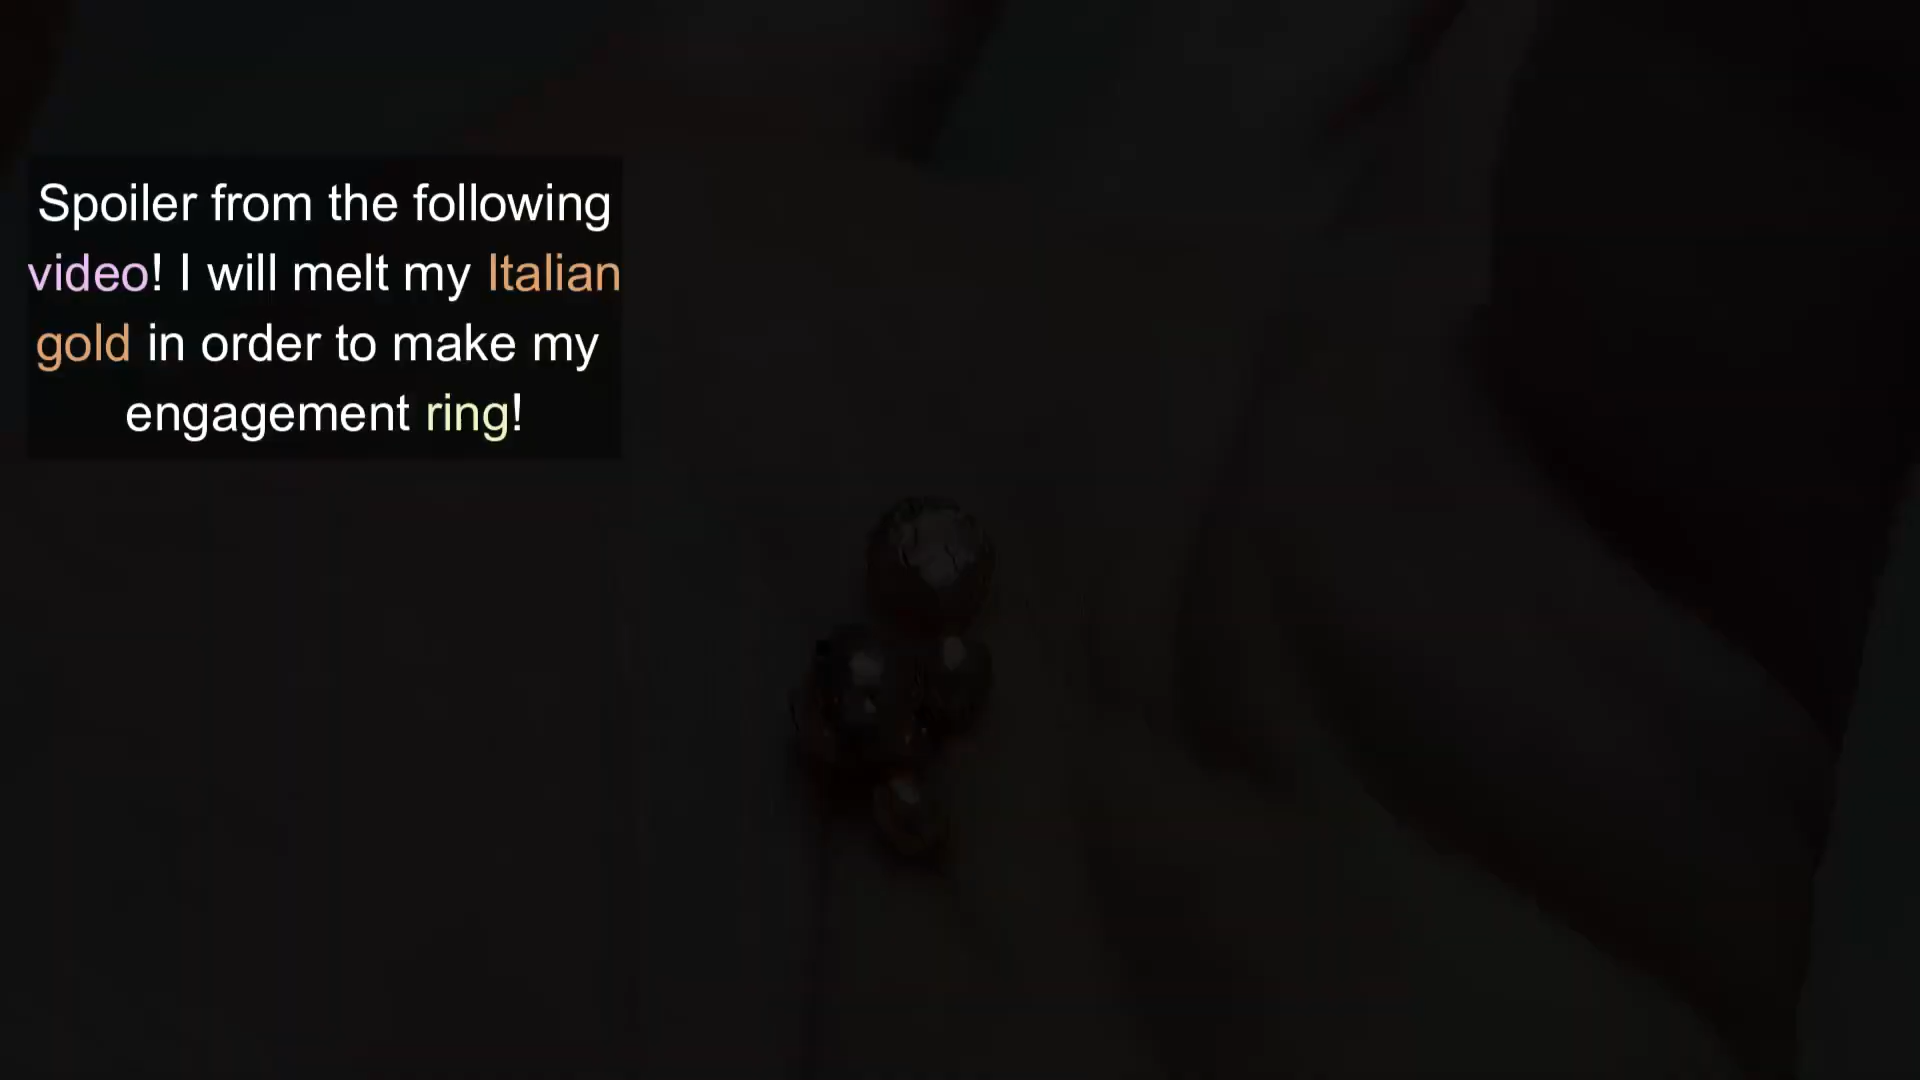 Spoiler from the following
video! I will melt my Italian
gold in order to make my
engagement ring!